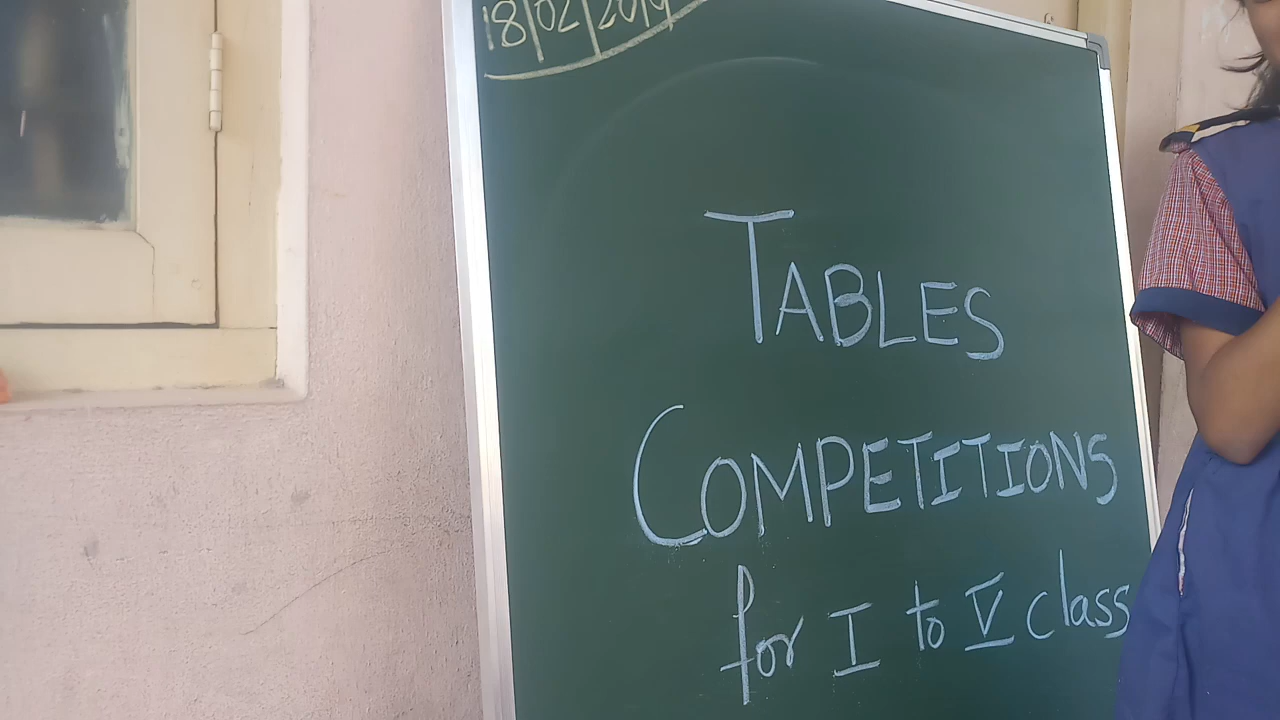 18/02/2019
TABLES
COMPETITIONS
for I to V class